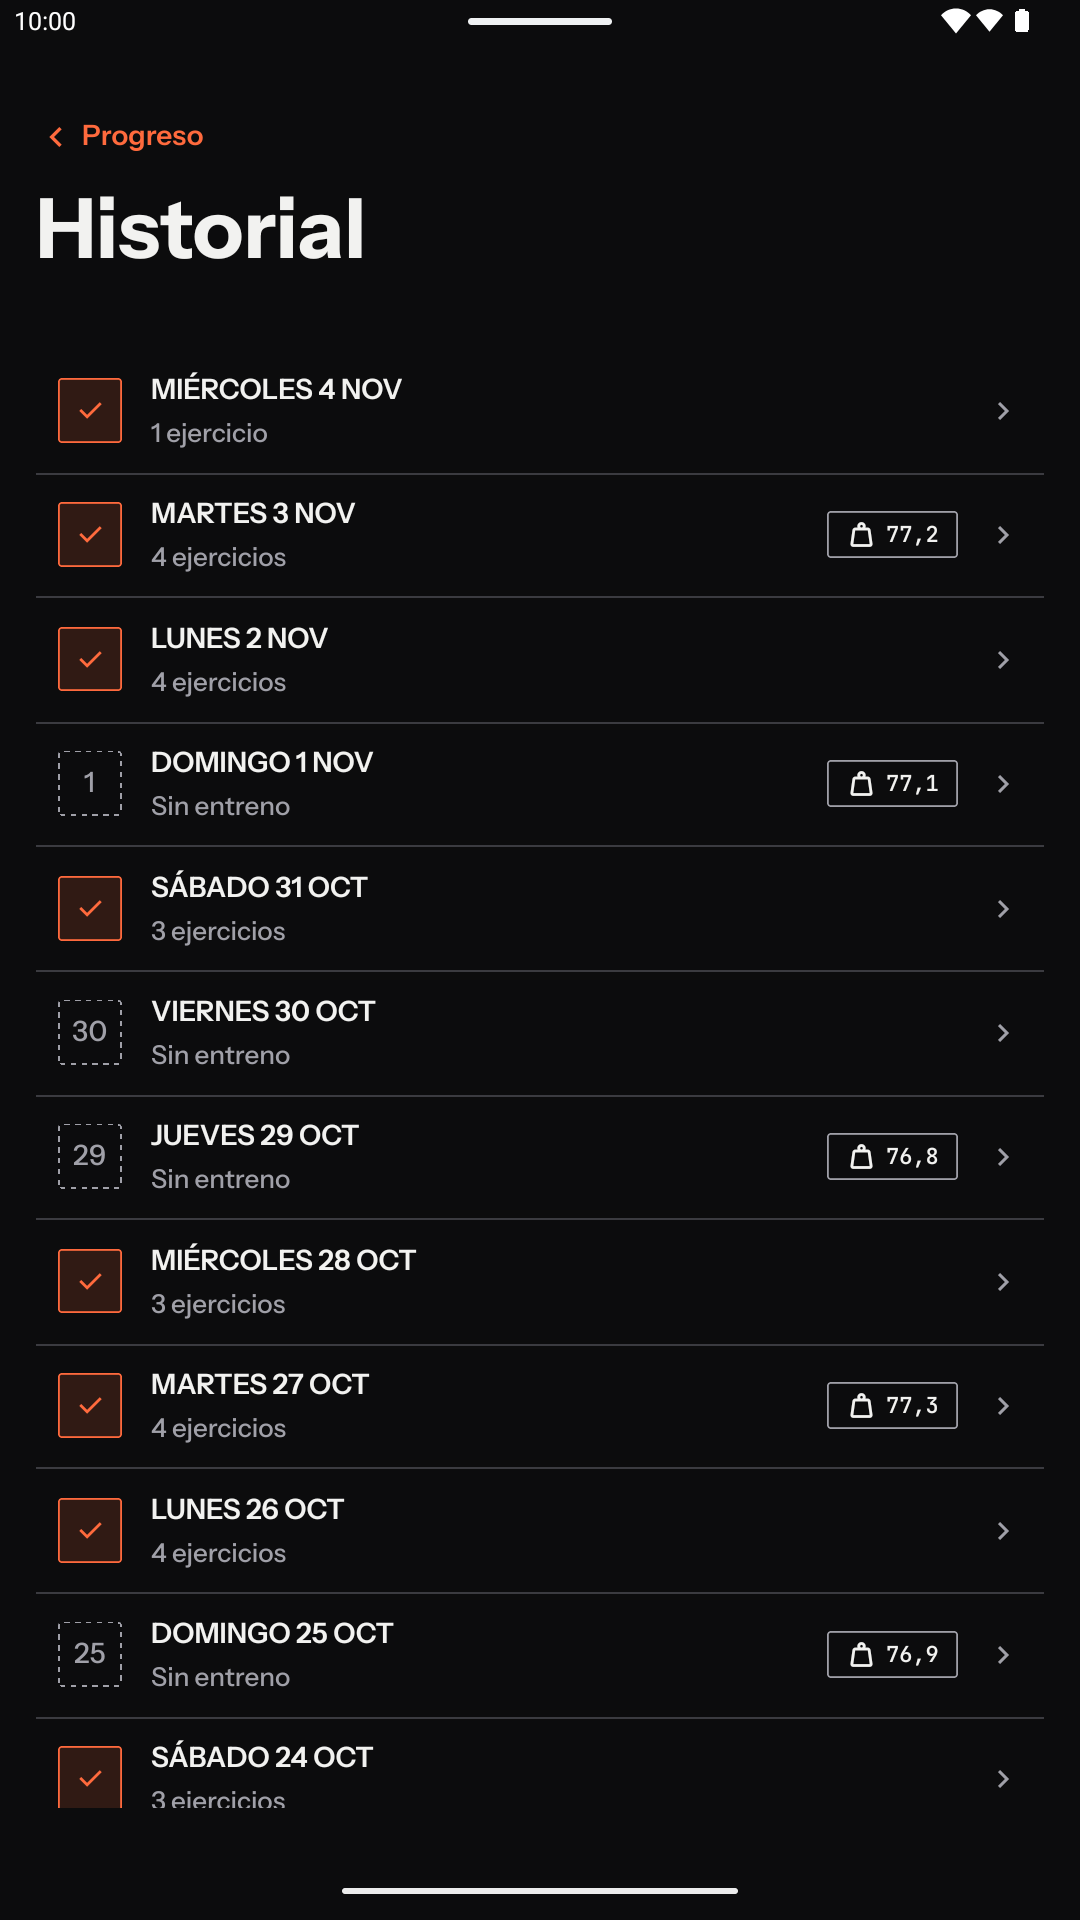 10:00
Progreso
Historial
MIÉRCOLES 4 NOV
1 ejercicio
MARTES 3 NOV
4 ejercicios
77,2
LUNES 2 NOV
4 ejercicios
1
DOMINGO 1 NOV
Sin entreno
77,1
SÁBADO 31 OCT
3 ejercicios
30
VIERNES 30 OCT
Sin entreno
29
JUEVES 29 OCT
Sin entreno
76,8
MIÉRCOLES 28 OCT
3 ejercicios
MARTES 27 OCT
4 ejercicios
77,3
LUNES 26 OCT
4 ejercicios
25
DOMINGO 25 OCT
Sin entreno
76,9
SÁBADO 24 OCT
3 ejercicios